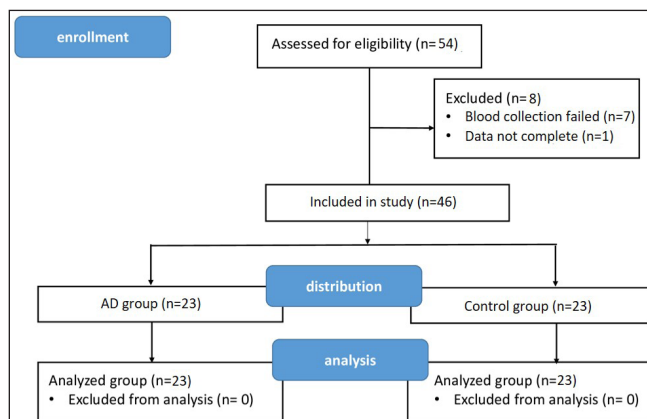 enrollment
Assessed for eligibility (n=54)
Excluded (n=8)
• Blood collection failed (n=7)
• Data not complete (n=1)
Included in study (n=46)
distribution
AD group (n=23)
Control group (n=23)
analysis
Analyzed group (n=23)
• Excluded from analysis (n= 0)
Analyzed group (n=23)
• Excluded from analysis (n= 0)